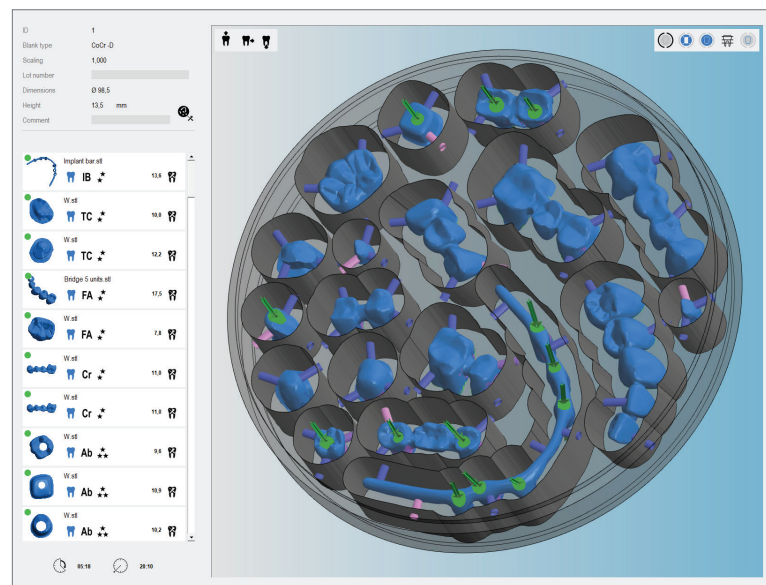 ID 1
Blank type CoCr -D
Scaling 1,000
Lot number
Dimensions Ø 98,5
Height 13,5 mm
Comment
Implant bar.stl
IB 13,6
W.stl
TC 10,0
W.stl
TC 12,2
Bridge 5 units.stl
FA 17,5
W.stl
FA 7,8
W.stl
Cr 11,0
W.stl
Cr 11,0
W.stl
Ab 9,6
W.stl
Ab 10,9
W.stl
Ab 10,2
05:18 20:10